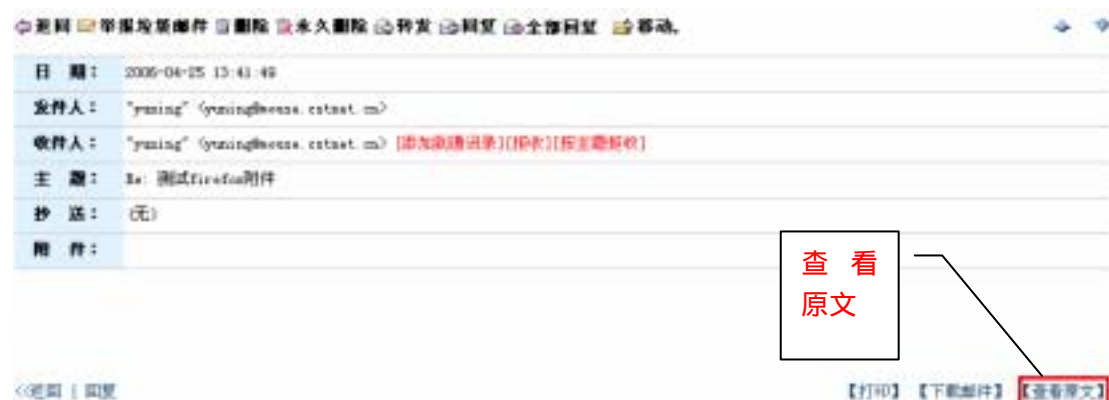 返回 举报垃圾邮件 删除 永久删除 转发 回复 全部回复 移动
日 期： 2006-04-25 13:41:49
发件人： "yuning" <yuning@mouse.cstnet.cn>
收件人： "yuning" <yuning@mouse.cstnet.cn> [添加到通讯录][拒收][按主题拒收]
主 题： Re: 测试firefox附件
抄 送： (无)
附 件：
查 看
原文
<<返回 | 回复 【打印】 【下载邮件】 【查看原文】